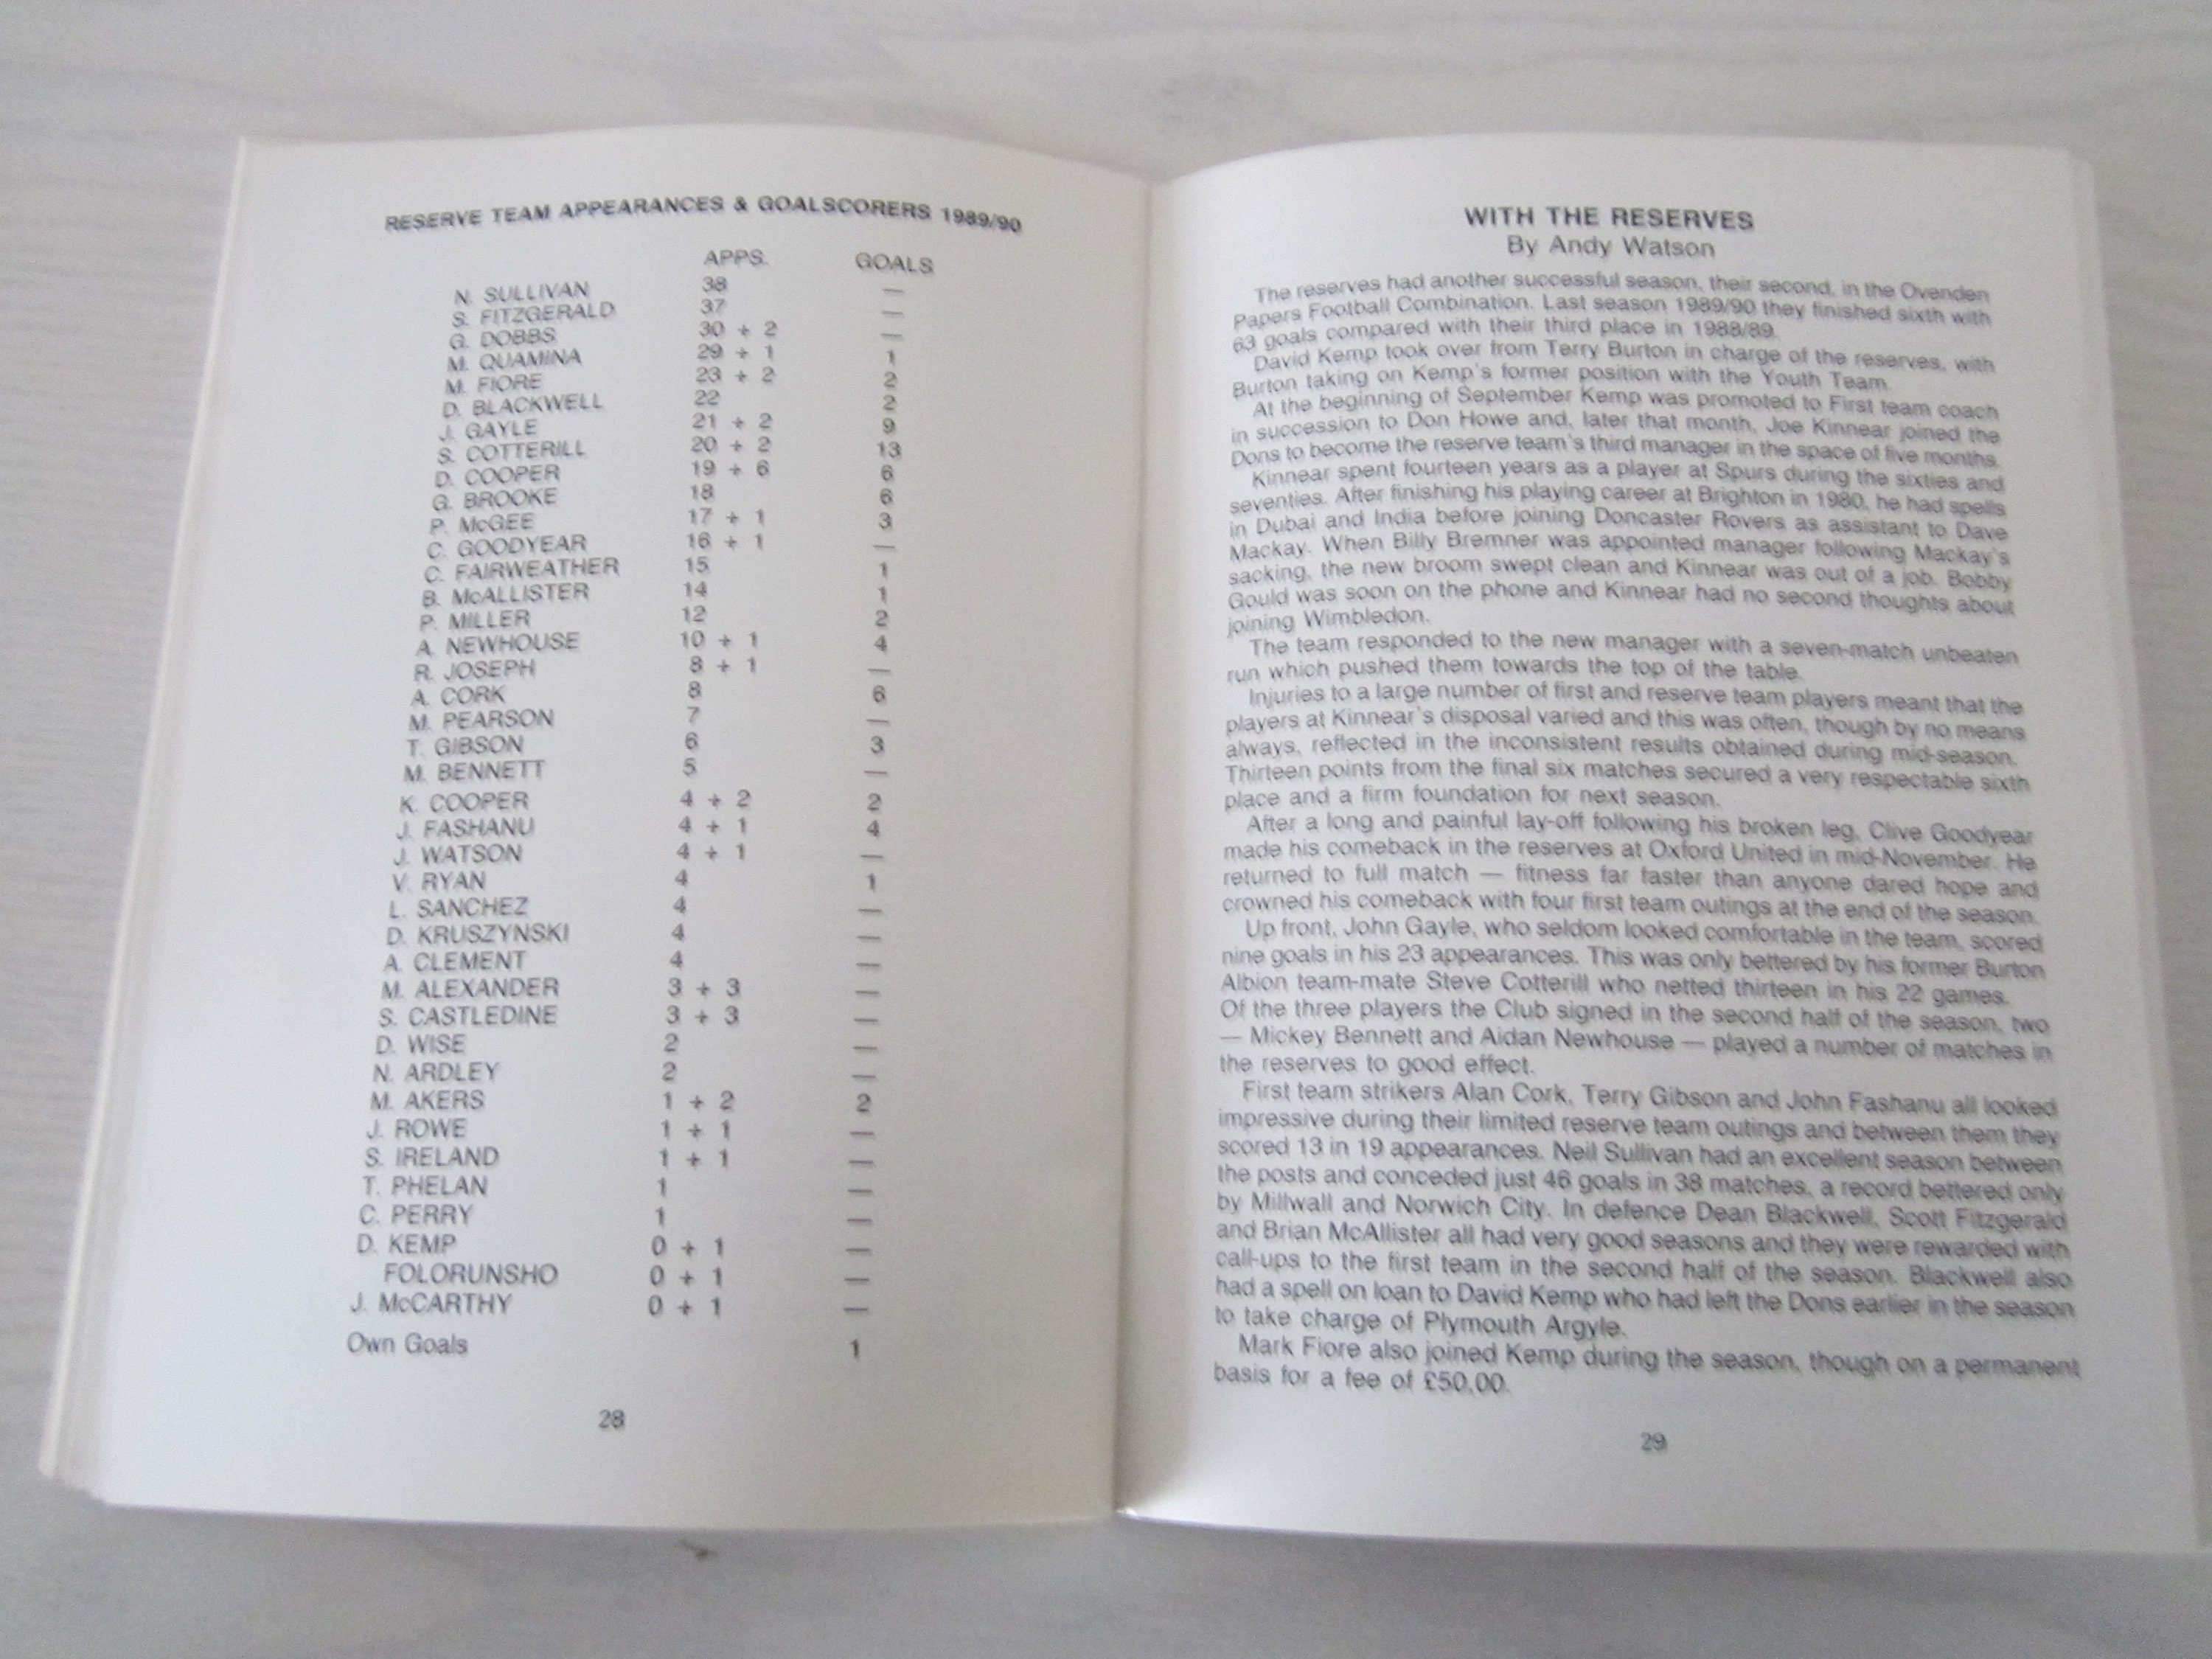 RESERVE TEAM APPEARANCES & GOALSCORERS 1989/90
APPS. GOALS
N. SULLIVAN 38 —
S. FITZGERALD 37 —
G. DOBBS 30 + 2 —
M. QUAMINA 29 + 1 1
M. FIORE 23 + 2 2
D. BLACKWELL 22 2
J. GAYLE 21 + 2 9
S. COTTERILL 20 + 2 13
D. COOPER 19 + 6 6
G. BROOKE 18 6
P. McGEE 17 + 1 3
C. GOODYEAR 16 + 1 —
C. FAIRWEATHER 15 1
B. McALLISTER 14 1
P. MILLER 12 2
A. NEWHOUSE 10 + 1 4
R. JOSEPH 8 + 1 —
A. CORK 8 6
M. PEARSON 7 —
T. GIBSON 6 3
M. BENNETT 5 —
K. COOPER 4 + 2 2
J. FASHANU 4 + 1 4
J. WATSON 4 + 1 —
V. RYAN 4 1
L. SANCHEZ 4 —
D. KRUSZYNSKI 4 —
A. CLEMENT 4 —
M. ALEXANDER 3 + 3 —
S. CASTLEDINE 3 + 3 —
D. WISE 2 —
N. ARDLEY 2 —
M. AKERS 1 + 2 2
J. ROWE 1 + 1 —
S. IRELAND 1 + 1 —
T. PHELAN 1 —
C. PERRY 1 —
D. KEMP 0 + 1 —
FOLORUNSHO 0 + 1 —
J. McCARTHY 0 + 1 —
Own Goals 1
28
WITH THE RESERVES
By Andy Watson
The reserves had another successful season, their second, in the Ovenden
Papers Football Combination. Last season 1989/90 they finished sixth with
63 goals compared with their third place in 1988/89.
David Kemp took over from Terry Burton in charge of the reserves, with
Burton taking on Kemp's former position with the Youth Team.
At the beginning of September Kemp was promoted to First team coach
in succession to Don Howe and, later that month, Joe Kinnear joined the
Dons to become the reserve team's third manager in the space of five months.
Kinnear spent fourteen years as a player at Spurs during the sixties and
seventies. After finishing his playing career at Brighton in 1980, he had spells
in Dubai and India before joining Doncaster Rovers as assistant to Dave
Mackay. When Billy Bremner was appointed manager following Mackay's
sacking, the new broom swept clean and Kinnear was out of a job. Bobby
Gould was soon on the phone and Kinnear had no second thoughts about
joining Wimbledon.
The team responded to the new manager with a seven-match unbeaten
run which pushed them towards the top of the table.
Injuries to a large number of first and reserve team players meant that the
players at Kinnear's disposal varied and this was often, though by no means
always, reflected in the inconsistent results obtained during mid-season.
Thirteen points from the final six matches secured a very respectable sixth
place and a firm foundation for next season.
After a long and painful lay-off following his broken leg, Clive Goodyear
made his comeback in the reserves at Oxford United in mid-November. He
returned to full match — fitness far faster than anyone dared hope and
crowned his comeback with four first team outings at the end of the season.
Up front, John Gayle, who seldom looked comfortable in the team, scored
nine goals in his 23 appearances. This was only bettered by his former Burton
Albion team-mate Steve Cotterill who netted thirteen in his 22 games.
Of the three players the Club signed in the second half of the season, two
— Mickey Bennett and Aidan Newhouse — played a number of matches in
the reserves to good effect.
First team strikers Alan Cork, Terry Gibson and John Fashanu all looked
impressive during their limited reserve team outings and between them they
scored 13 in 19 appearances. Neil Sullivan had an excellent season between
the posts and conceded just 46 goals in 38 matches, a record bettered only
by Millwall and Norwich City. In defence Dean Blackwell, Scott Fitzgerald
and Brian McAllister all had very good seasons and they were rewarded with
call-ups to the first team in the second half of the season. Blackwell also
had a spell on loan to David Kemp who had left the Dons earlier in the season
to take charge of Plymouth Argyle.
Mark Fiore also joined Kemp during the season, though on a permanent
basis for a fee of £50,00.
29